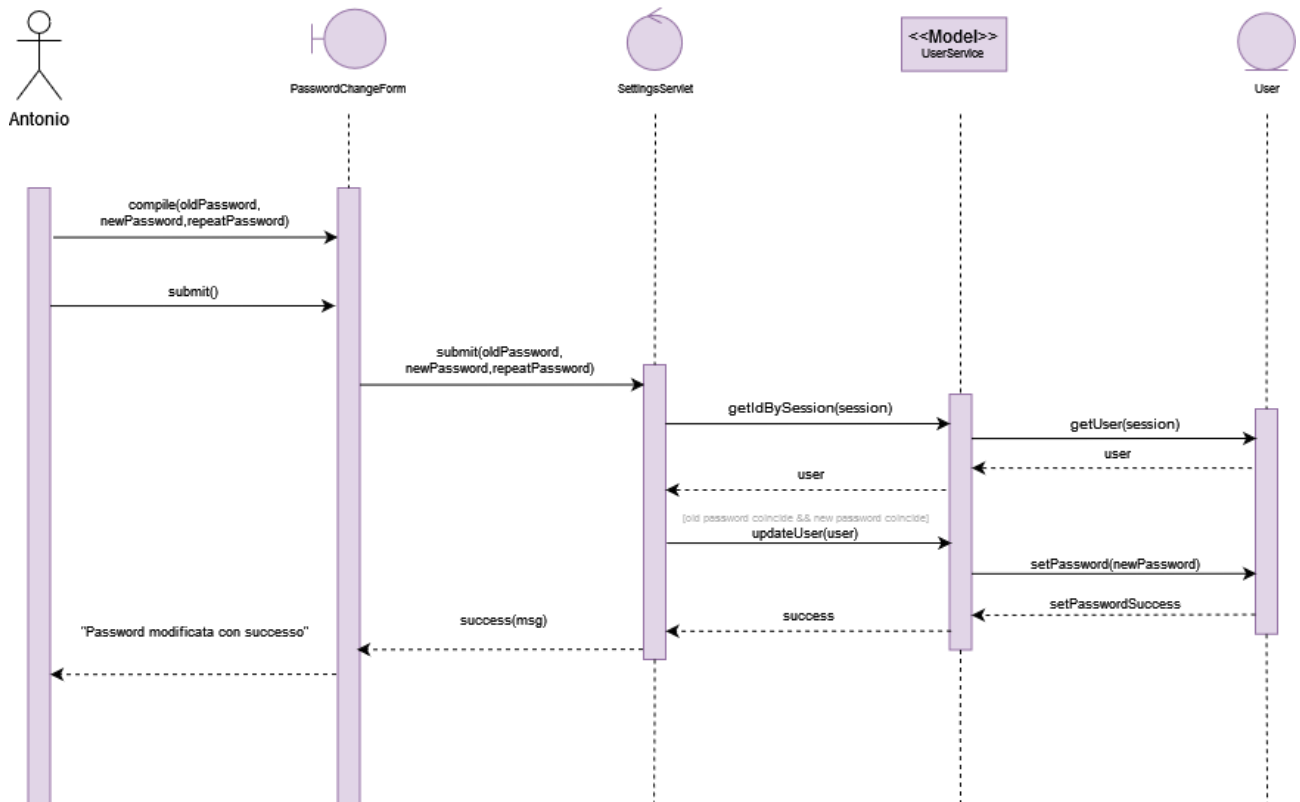 <<Model>>
UserService
PasswordChangeForm
SettingsServlet
User
Antonio
compile(oldPassword,
newPassword,repeatPassword)
submit()
submit(oldPassword,
newPassword,repeatPassword)
getIdBySession(session)
getUser(session)
user
user
[old password coincide && new password coincide]
updateUser(user)
setPassword(newPassword)
setPasswordSuccess
success
success(msg)
"Password modificata con successo"